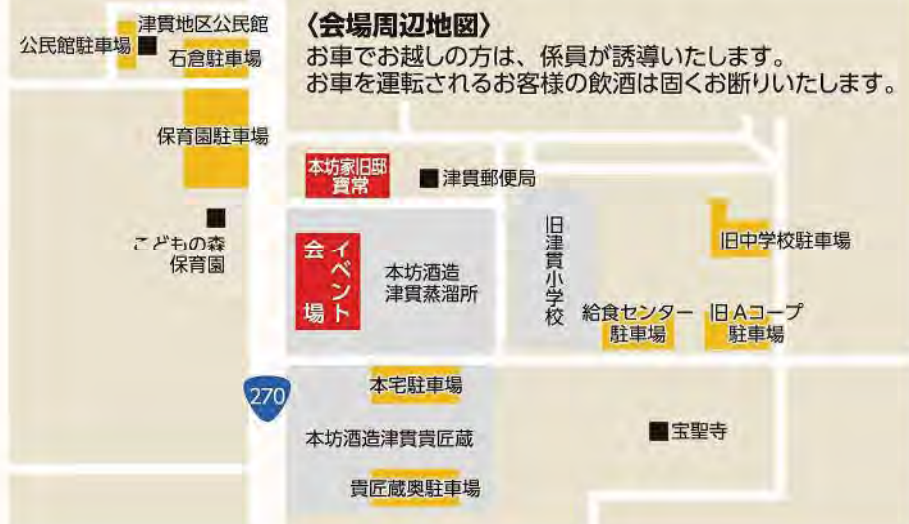 〈会場周辺地図〉
お車でお越しの方は、係員が誘導いたします。
お車を運転されるお客様の飲酒は固くお断りいたします。
津貫地区公民館
公民館駐車場
石倉駐車場
保育園駐車場
本坊家旧邸
寶常
津貫郵便局
こどもの森
保育園
イベント
会場
本坊酒造
津貫蒸溜所
旧津貫小学校
旧中学校駐車場
給食センター
駐車場
旧Aコープ
駐車場
270
本宅駐車場
本坊酒造津貫貴匠蔵
宝聖寺
貴匠蔵奥駐車場